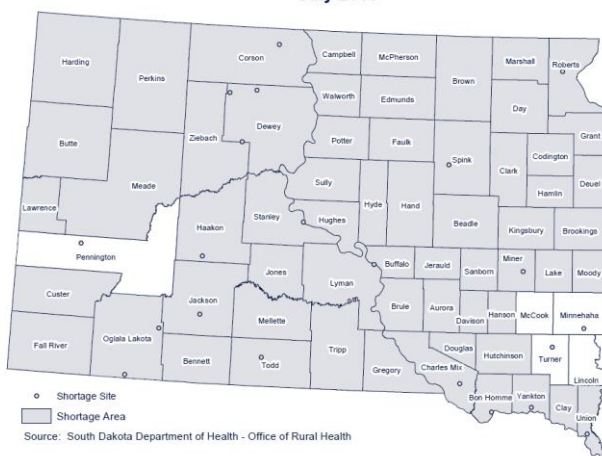 Harding
Perkins
Corson
Campbell
McPherson
Brown
Marshall
Roberts
Walworth
Edmunds
Day
Butte
Meade
Ziebach
Dewey
Potter
Faulk
Spink
Clark
Codington
Grant
Deuel
Hamlin
Lawrence
Sully
Hyde
Hand
Stanley
Hughes
Beadle
Kingsbury
Brookings
Pennington
Haakon
Jones
Lyman
Buffalo
Jerauld
Sanborn
Miner
Lake
Moody
Custer
Jackson
Mellette
Brule
Aurora
Davison
Hanson
McCook
Minnehaha
Fall River
Oglala Lakota
Bennett
Todd
Tripp
Gregory
Charles Mix
Douglas
Hutchinson
Turner
Lincoln
Bon Homme
Yankton
Clay
Union
Shortage Site
Shortage Area
Source: South Dakota Department of Health - Office of Rural Health